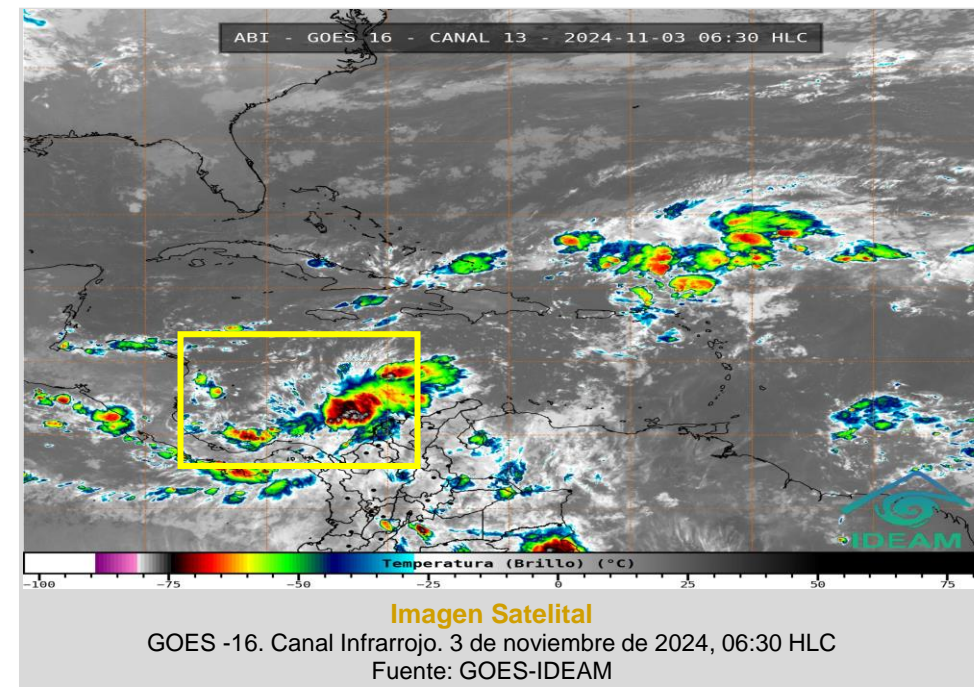 ABI - GOES 16 - CANAL 13 - 2024-11-03 06:30 HLC
IDEAM
Temperatura (Brillo) (°C)
-100 -75 -50 -25 0 25 50 75
Imagen Satelital
GOES -16. Canal Infrarrojo. 3 de noviembre de 2024, 06:30 HLC
Fuente: GOES-IDEAM